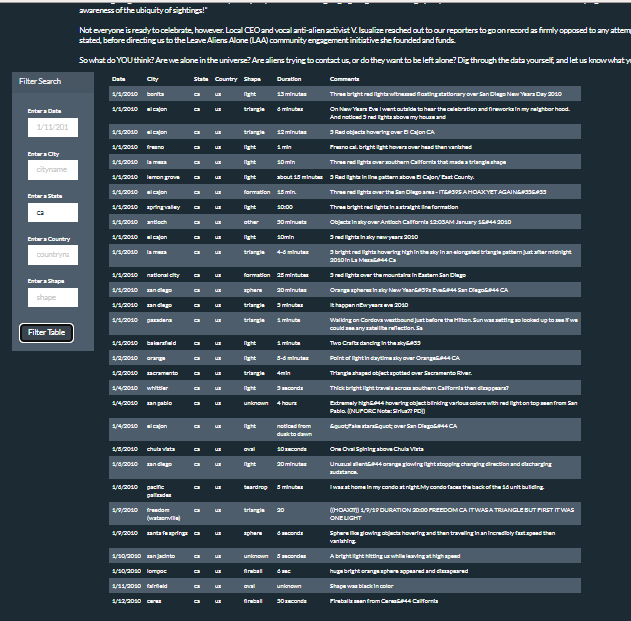 awareness of the ubiquity of sightings!"
Not everyone is ready to celebrate, however. Local CEO and vocal anti-alien activist V. Isualize reached out to our reporters to go on record as firmly opposed to any attemp
stated, before directing us to the Leave Aliens Alone (LAA) community engagement initiative she founded and funds.
So what do YOU think? Are we alone in the universe? Are aliens trying to contact us, or do they want to be left alone? Dig through the data yourself, and let us know what yo
Filter Search
Enter a Date
1/11/201
Enter a City
cityname
Enter a State
ca
Enter a Country
countryna
Enter a Shape
shape
Filter Table
Date City State Country Shape Duration Comments
1/1/2010 bonita ca us light 13 minutes Three bright red lights witnessed floating stationary over San Diego New Years Day 2010
1/1/2010 el cajon ca us triangle 6 minutes On New Years Eve I went outside to hear the celebration and fireworks in my neighbor hood.
And noticed 3 red lights above my house and
1/1/2010 el cajon ca us triangle 12 minutes 3 Red objects hovering over El Cajon CA
1/1/2010 fresno ca us light 1 min Fresno cal. bright light hovers over head then vanished
1/1/2010 la mesa ca us light 10 min Three red lights over southern California that made a triangle shape
1/1/2010 lemon grove ca us light about 15 minutes 3 Red lights in line pattern above El Cajon/ East County.
1/1/2010 el cajon ca us formation 15 min. Three red lights over the San Diego area - IT&#39S A HOAX YET AGAIN&#33&#33
1/1/2010 spring valley ca us light 10:00 Three bright red lights in a straight line formation
1/1/2010 antioch ca us other 30 minuets Objects in sky over Antioch California 12:03AM January 1&#44 2010
1/1/2010 el cajon ca us light 10min 3 red lights in sky new years 2010
1/1/2010 la mesa ca us triangle 4-6 minutes 3 bright red lights hovering high in the sky in an elongated triangle pattern just after midnight
2010 in La Mesa&#44 Ca
1/1/2010 national city ca us formation 25 minutes 3 red lights over the mountains in Eastern San Diego
1/1/2010 san diego ca us sphere 20 minutes Orange spheres in sky New Year&#39s Eve&#44 San Diego&#44 CA
1/1/2010 san diego ca us triangle 3 minutes It happen nEw years eve 2010
1/1/2010 pasadena ca us triangle 1 minute Walking on Cordova westbound just before the Hilton. Sun was setting so looked up to see if we
could see any satelite reflection. Sa
1/1/2010 bakersfield ca us light 1 minute Two Crafts dancing in the sky&#33
1/2/2010 orange ca us light 5-6 minutes Point of light in daytime sky over Orange&#44 CA
1/2/2010 sacramento ca us triangle 4min Triangle shaped object spotted over Sacramento River.
1/4/2010 whittier ca us light 3 seconds Thick bright light travels across southern California then disappears?
1/4/2010 san pablo ca us unknown 4 hours Extremely high&#44 hovering object blinking various colors with red light on top seen from San
Pablo. ((NUFORC Note: Sirius?? PD))
1/4/2010 el cajon ca us light noticed from
dusk to dawn &quot;Fake stars&quot; over San Diego&#44 CA
1/5/2010 chula vista ca us oval 10 seconds One Oval Spining above Chula Vista
1/6/2010 san diego ca us light 20 minutes Unusual silent&#44 orange glowing light stopping changing direction and discharging
substance.
1/8/2010 pacific
palisades ca us teardrop 5 minutes I was at home in my condo at night.My condo faces the back of the 16 unit building.
1/9/2010 freedom
(watsonville) ca us triangle 20 ((HOAX??)) 1/9/19 DURATION 20:00 FREEDOM CA IT WAS A TRIANGLE BUT FIRST IT WAS
ONE LIGHT
1/9/2010 santa fe springs ca us sphere 6 seconds Sphere like glowing objects hovering and then traveling in an incredibly fast speed then
vanishing.
1/10/2010 san jacinto ca us unknown 5 secondes A bright light hitting us while leaving at high speed
1/10/2010 lompoc ca us fireball 6 sec huge bright orange sphere appeared and dissapeared
1/11/2010 fairfield ca us oval unknown Shape was black in color
1/12/2010 ceres ca us fireball 30 seconds Fireballs seen from Ceres&#44 California